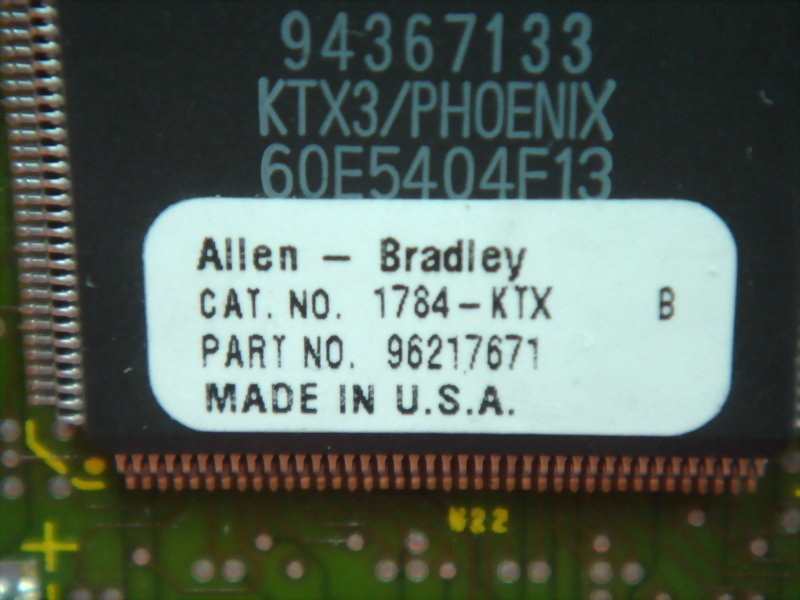 94367133
KTX3/PHOENIX
60E5404F13
Allen - Bradley
CAT. NO. 1784-KTX B
PART NO. 96217671
MADE IN U.S.A.
U22
+